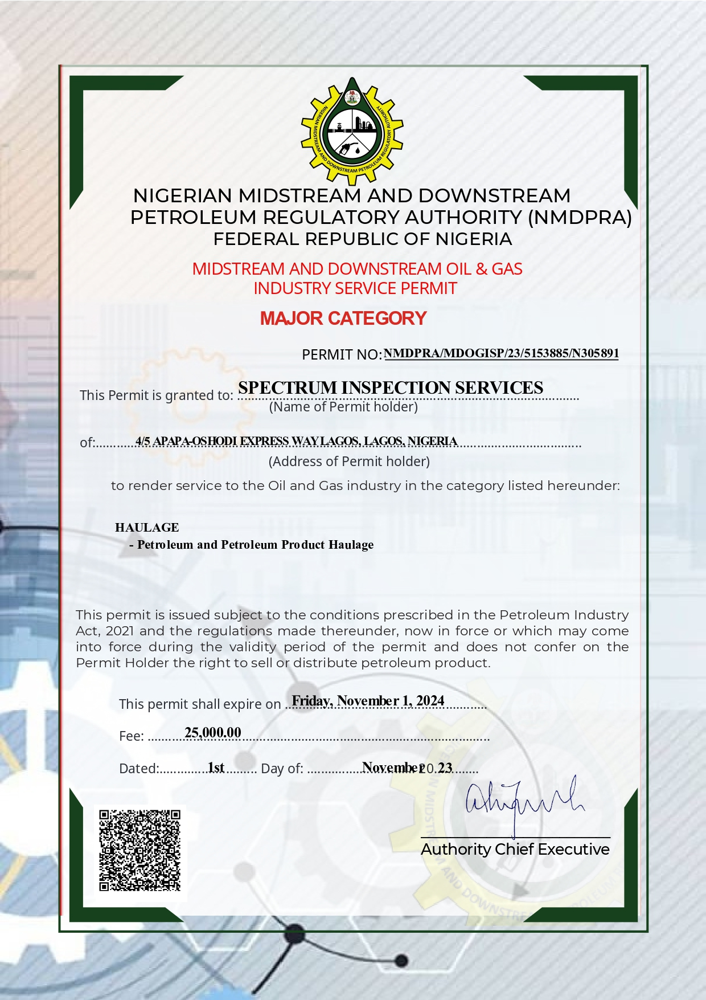 NIGERIAN MIDSTREAM AND DOWNSTREAM PETROLEUM REGULATORY AUTHORITY
NIGERIAN MIDSTREAM AND DOWNSTREAM
PETROLEUM REGULATORY AUTHORITY (NMDPRA)
FEDERAL REPUBLIC OF NIGERIA
MIDSTREAM AND DOWNSTREAM OIL & GAS
INDUSTRY SERVICE PERMIT
MAJOR CATEGORY
PERMIT NO: NMDPRA/MDOGISP/23/5153885/N305891
This Permit is granted to: SPECTRUM INSPECTION SERVICES
(Name of Permit holder)
of: 4/5 APAPA-OSHODI EXPRESS WAY LAGOS, LAGOS, NIGERIA
(Address of Permit holder)
to render service to the Oil and Gas industry in the category listed hereunder:
HAULAGE
- Petroleum and Petroleum Product Haulage
This permit is issued subject to the conditions prescribed in the Petroleum Industry
Act, 2021 and the regulations made thereunder, now in force or which may come
into force during the validity period of the permit and does not confer on the
Permit Holder the right to sell or distribute petroleum product.
This permit shall expire on Friday, November 1, 2024
Fee: 25,000.00
Dated: 1st Day of: November 20 23
Authority Chief Executive